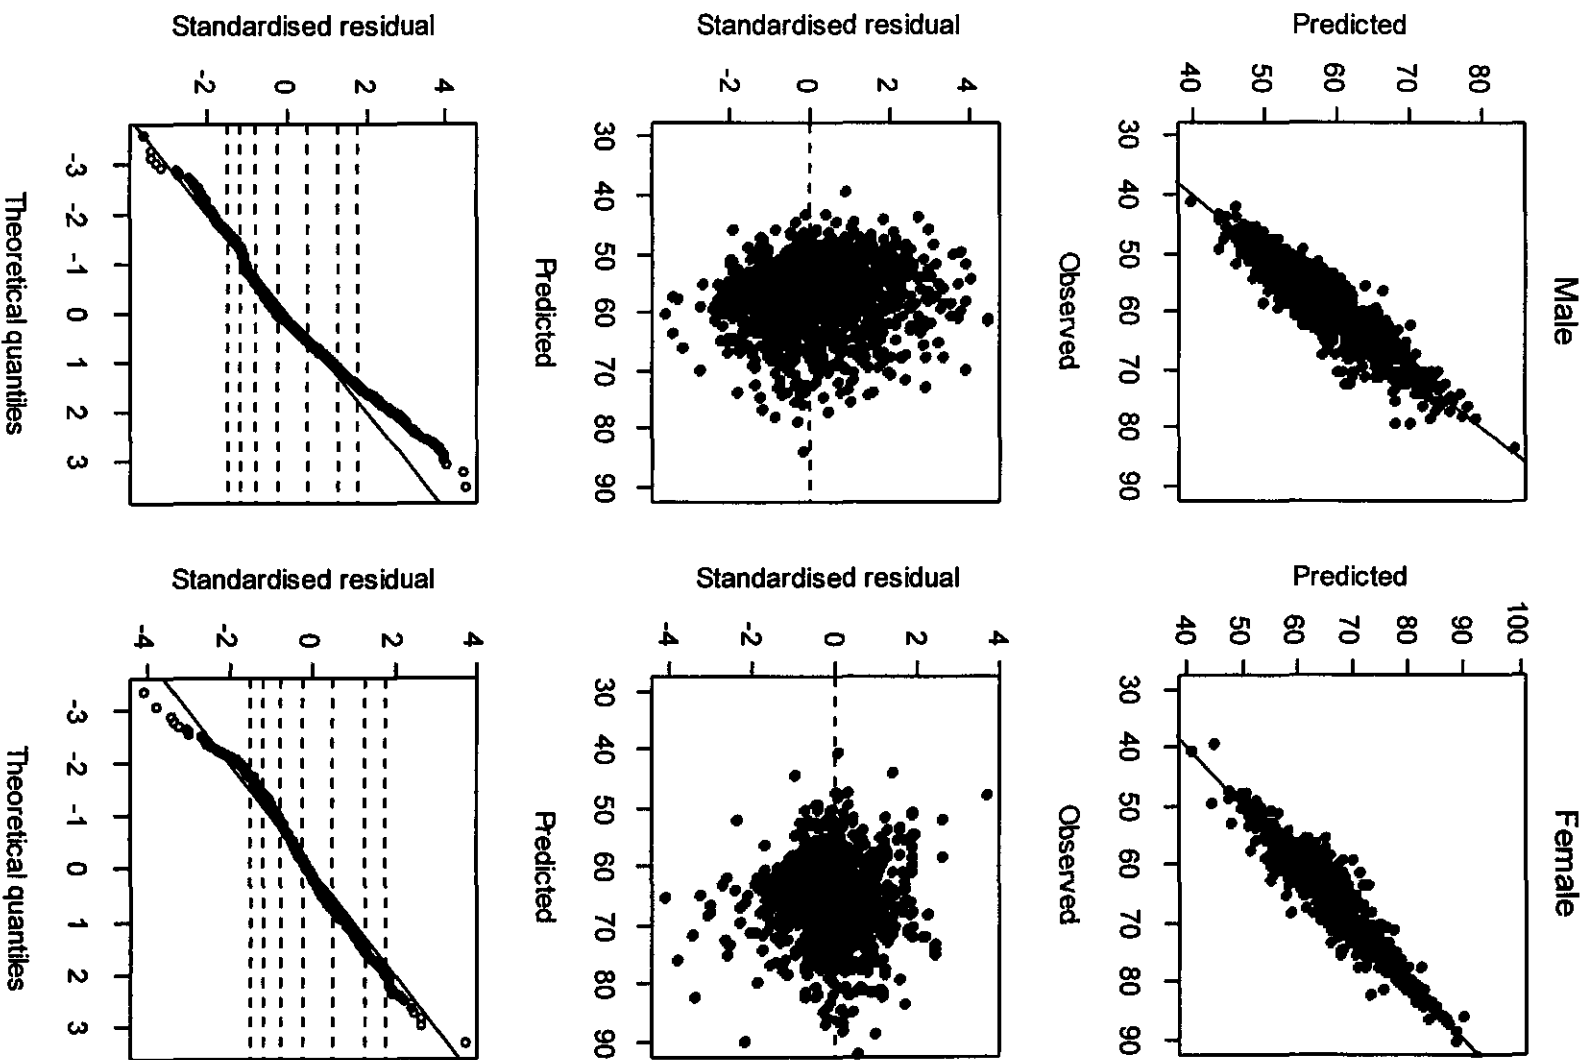 Male
Predicted
40 50 60 70 80
30 40 50 60 70 80 90
Observed
Female
Predicted
40 50 60 70 80 90 100
30 40 50 60 70 80 90
Observed
Standardised residual
-2 0 2 4
30 40 50 60 70 80 90
Predicted
Standardised residual
-4 -2 0 2 4
30 40 50 60 70 80 90
Predicted
Standardised residual
-2 0 2 4
-3 -2 -1 0 1 2 3
Theoretical quantiles
Standardised residual
-4 -2 0 2 4
-3 -2 -1 0 1 2 3
Theoretical quantiles